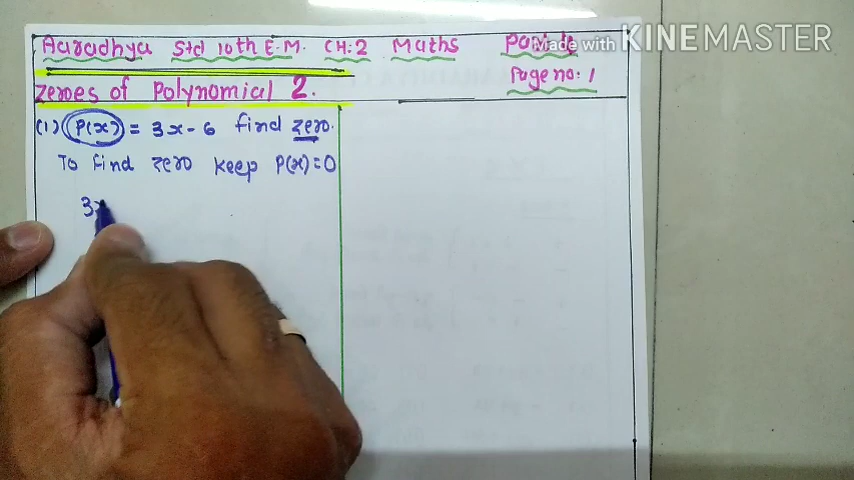 Aaradhya Std 10th E.M. CH:2 Maths
Made with KINEMASTER
Page no: 1
zeroes of Polynomial 2.
(1) P(x) = 3x - 6 find zero.
To find zero keep P(x)=0
3x